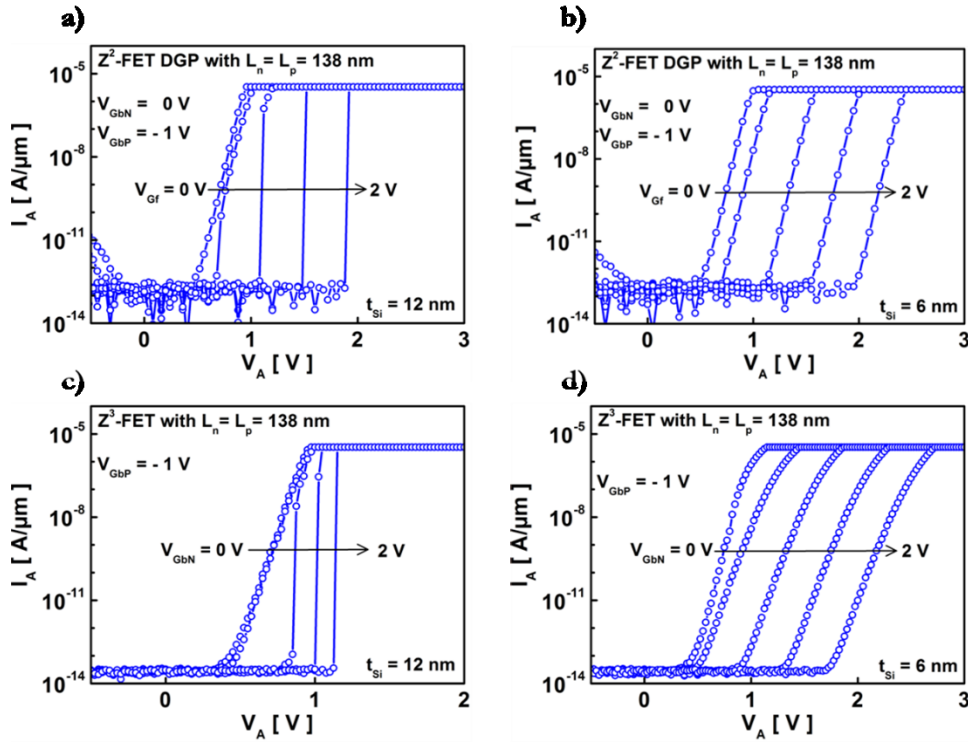 a)
Z²-FET DGP with Lₙ= Lₚ= 138 nm
V_GbN = 0 V
V_GbP = - 1 V
V_Gf = 0 V
2 V
t_Si = 12 nm
I_A [ A/µm ]
10⁻⁵
10⁻⁸
10⁻¹¹
10⁻¹⁴
0 1 2 3
V_A [ V ]
b)
Z²-FET DGP with Lₙ= Lₚ= 138 nm
V_GbN = 0 V
V_GbP = - 1 V
V_Gf = 0 V
2 V
t_Si = 6 nm
I_A [ A/µm ]
10⁻⁵
10⁻⁸
10⁻¹¹
10⁻¹⁴
0 1 2 3
V_A [ V ]
c)
Z³-FET with Lₙ= Lₚ= 138 nm
V_GbP = - 1 V
V_GbN = 0 V
2 V
t_Si = 12 nm
I_A [ A/µm ]
10⁻⁵
10⁻⁸
10⁻¹¹
10⁻¹⁴
0 1 2
V_A [ V ]
d)
Z³-FET with Lₙ= Lₚ= 138 nm
V_GbP = - 1 V
V_GbN = 0 V
2 V
t_Si = 6 nm
I_A [ A/µm ]
10⁻⁵
10⁻⁸
10⁻¹¹
10⁻¹⁴
0 1 2 3
V_A [ V ]